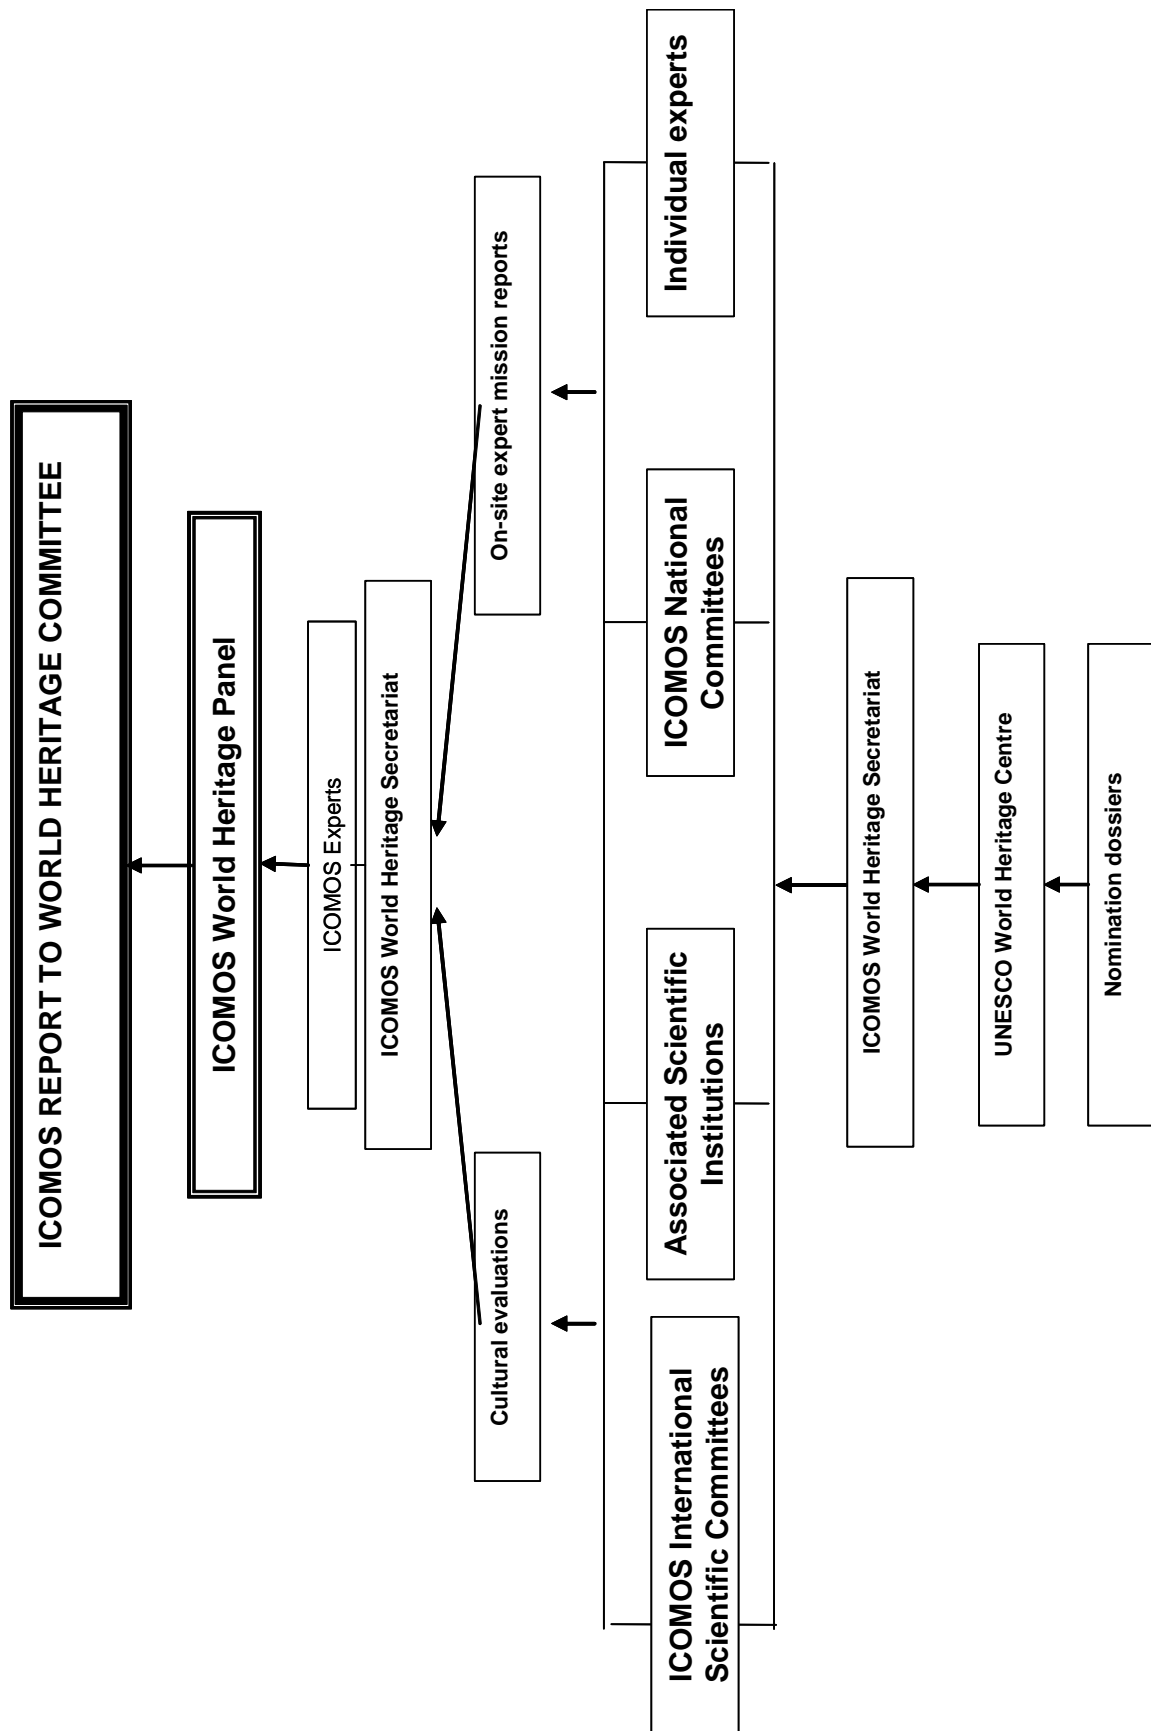 ICOMOS REPORT TO WORLD HERITAGE COMMITTEE
ICOMOS World Heritage Panel
ICOMOS Experts
ICOMOS World Heritage Secretariat
Cultural evaluations
On-site expert mission reports
ICOMOS International
Scientific Committees
Associated Scientific
Institutions
ICOMOS National
Committees
Individual experts
ICOMOS World Heritage Secretariat
UNESCO World Heritage Centre
Nomination dossiers